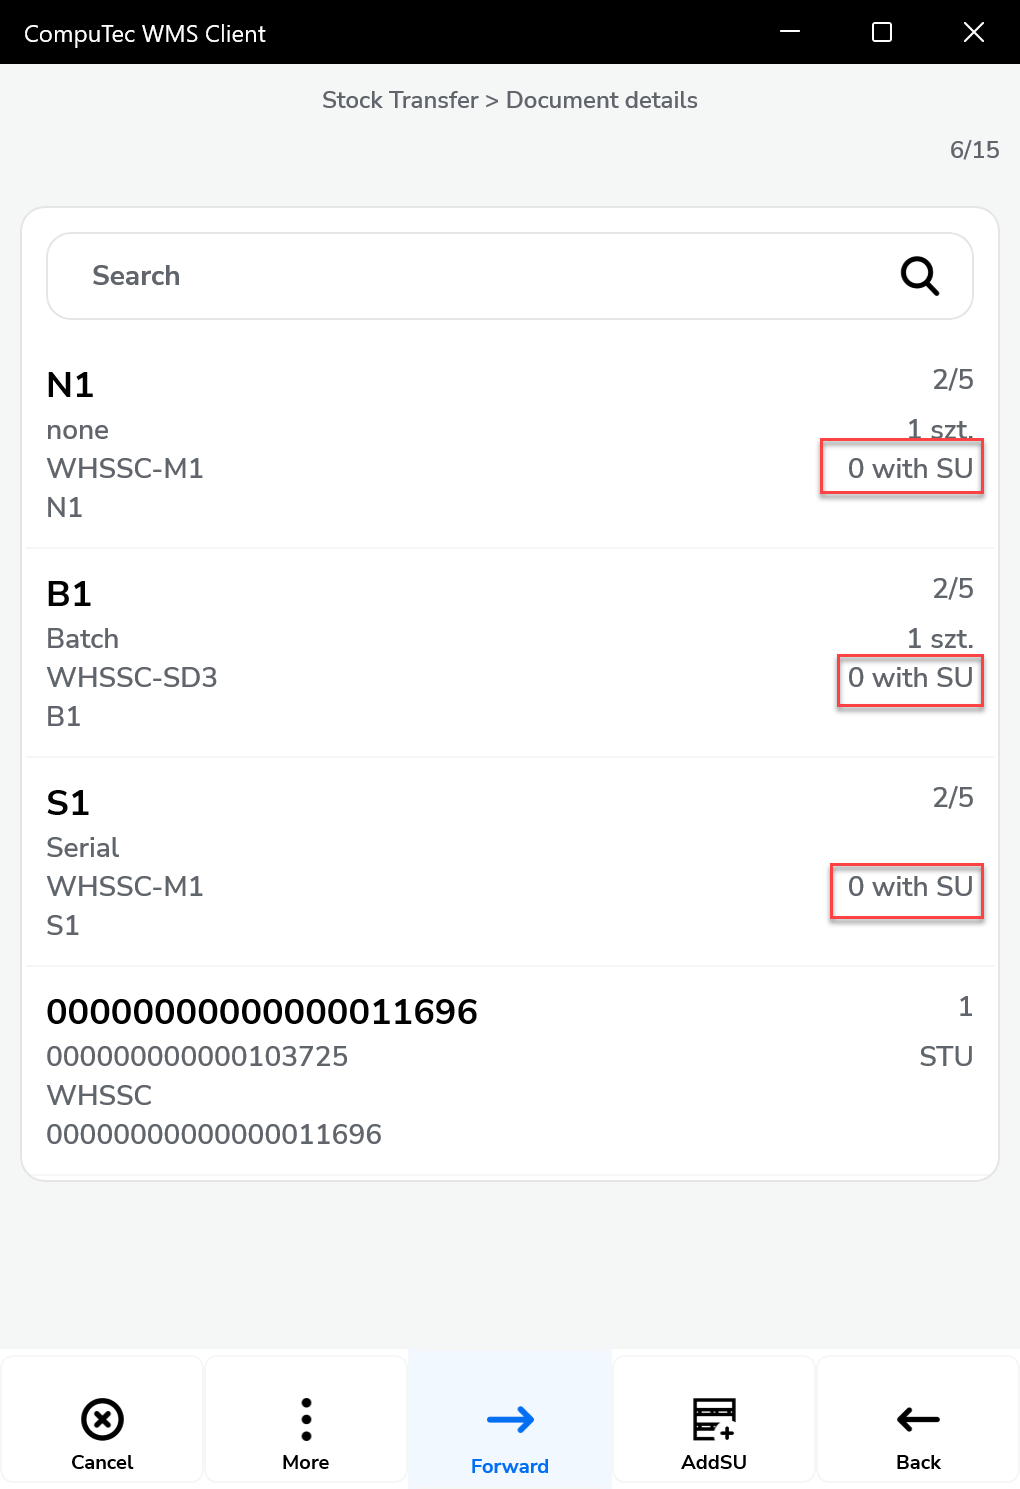 CompuTec WMS Client
Stock Transfer > Document details
6/15
Search
N1
2/5
none
1 szt.
WHSSC-M1
0 with SU
N1
B1
2/5
Batch
1 szt.
WHSSC-SD3
0 with SU
B1
S1
2/5
Serial
WHSSC-M1
0 with SU
S1
00000000000000011696
1
000000000000103725
STU
WHSSC
00000000000000011696
Cancel
More
Forward
AddSU
Back